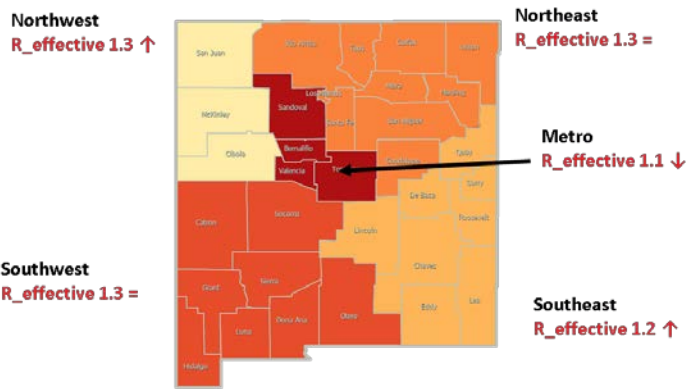 Northwest
R_effective 1.3 ↑
Northeast
R_effective 1.3 =
San Juan
Rio Arriba
Taos
Colfax
Union
Los Alamos
Mora
Harding
McKinley
Sandoval
Santa Fe
San Miguel
Bernalillo
Cibola
Valencia
Guadalupe
Quay
Metro
R_effective 1.1 ↓
De Baca
Curry
Roosevelt
Catron
Socorro
Lincoln
Chaves
Southwest
R_effective 1.3 =
Grant
Sierra
Luna
Dona Ana
Otero
Eddy
Lea
Hidalgo
Southeast
R_effective 1.2 ↑